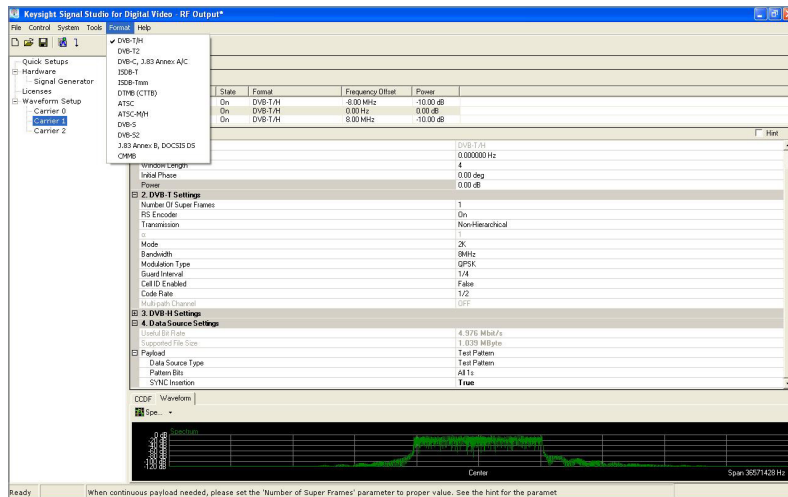 Keysight Signal Studio for Digital Video - RF Output*
File Control System Tools Format Help
DVB-T/H
DVB-T2
DVB-C, J.83 Annex A/C
ISDB-T
ISDB-Tmm
DTMB (CTTB)
ATSC
ATSC-M/H
DVB-S
DVB-S2
J.83 Annex B, DOCSIS DS
CMMB
Quick Setups
Hardware
Signal Generator
Licenses
Waveform Setup
Carrier 0
Carrier 1
Carrier 2
State Format Frequency Offset Power
On DVB-T/H -8.00 MHz -10.00 dB
On DVB-T/H 0.00 Hz 0.00 dB
On DVB-T/H 8.00 MHz -10.00 dB
Hint
DVB-T/H
0.000000 Hz
Window Length 4
Initial Phase 0.00 deg
Power 0.00 dB
2. DVB-T Settings
Number Of Super Frames 1
RS Encoder On
Transmission Non-Hierarchical
α 1
Mode 2K
Bandwidth 8MHz
Modulation Type QPSK
Guard Interval 1/4
Cell ID Enabled False
Code Rate 1/2
Multi-path Channel OFF
3. DVB-H Settings
4. Data Source Settings
Useful Bit Rate 4.976 Mbit/s
Supported File Size 1.039 MByte
Payload Test Pattern
Data Source Type Test Pattern
Pattern Bits All 1s
SYNC Insertion True
CCDF Waveform
Spe...
Spectrum
0 dB
-120 dB
Center Span 36571428 Hz
Ready When continuous payload needed, please set the 'Number of Super Frames' parameter to proper value. See the hint for the paramet